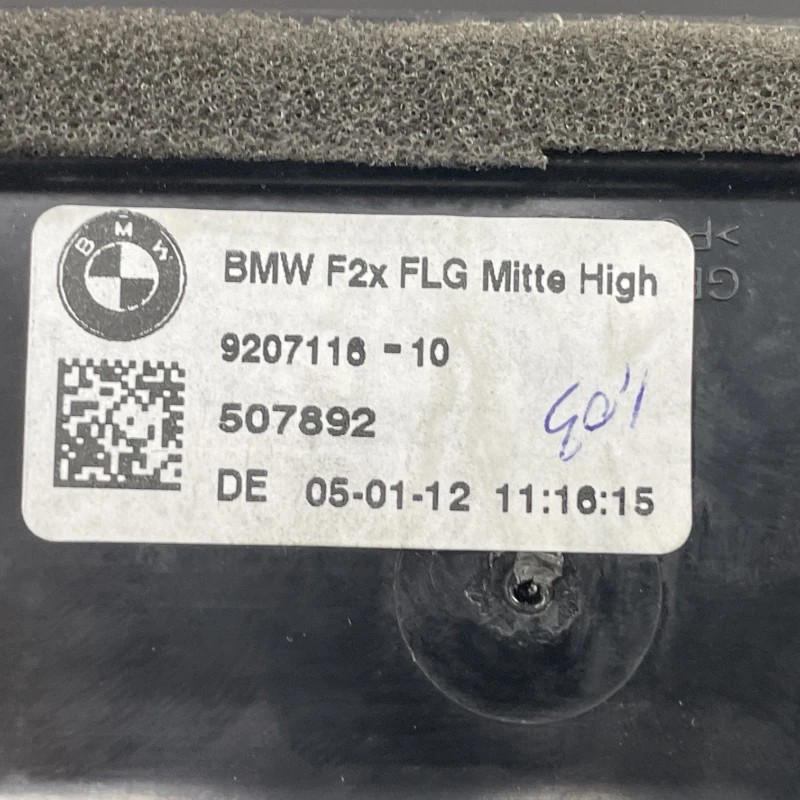 BMW
BMW F2x FLG Mitte High
9207116 - 10
507892
DE 05-01-12 11:16:15